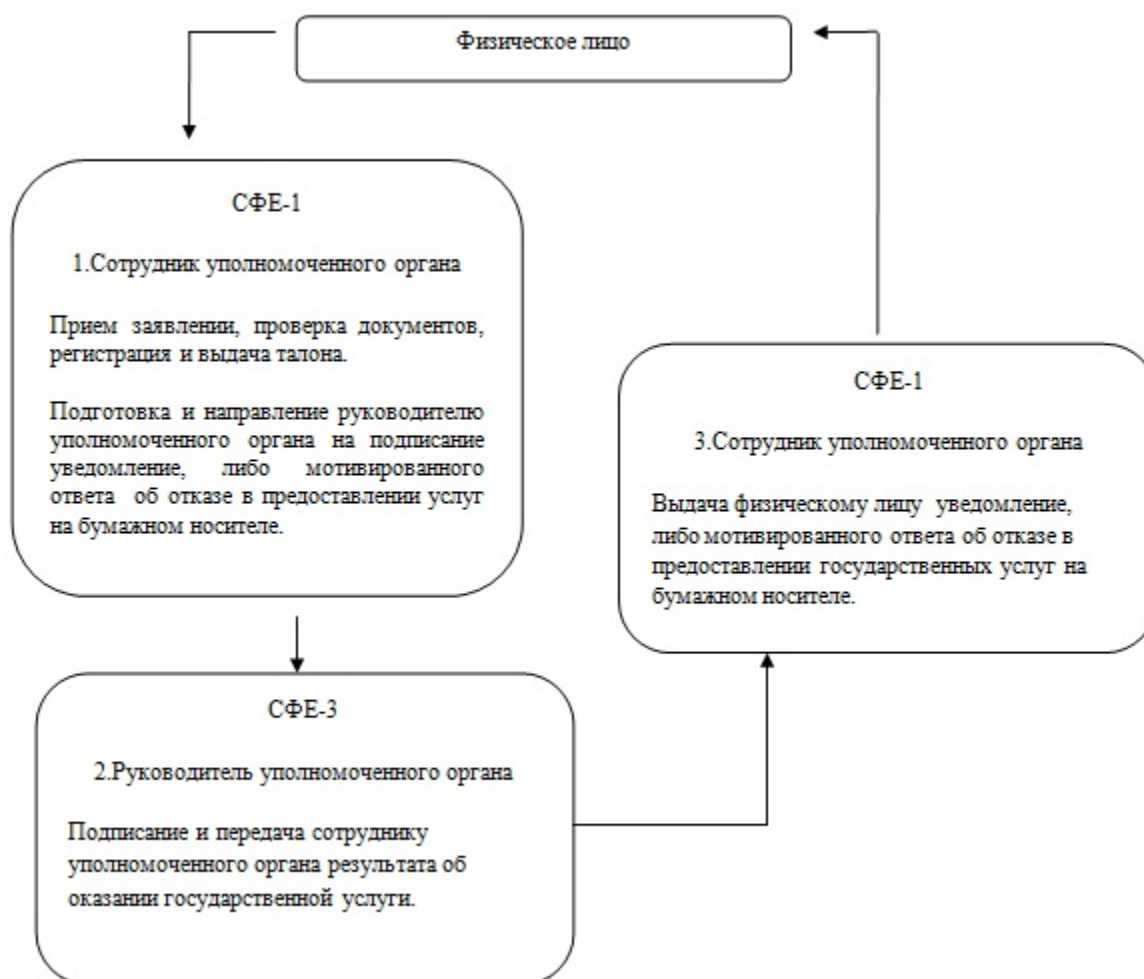 Физическое лицо
СФЕ-1
1.Сотрудник уполномоченного органа
Прием заявлении, проверка документов,
регистрация и выдача талона.
Подготовка и направление руководителю
уполномоченного органа на подписание
уведомление, либо мотивированного
ответа об отказе в предоставлении услуг
на бумажном носителе.
СФЕ-3
2.Руководитель уполномоченного органа
Подписание и передача сотруднику
уполномоченного органа результата об
оказании государственной услуги.
СФЕ-1
3.Сотрудник уполномоченного органа
Выдача физическому лицу уведомление,
либо мотивированного ответа об отказе в
предоставлении государственных услуг на
бумажном носителе.